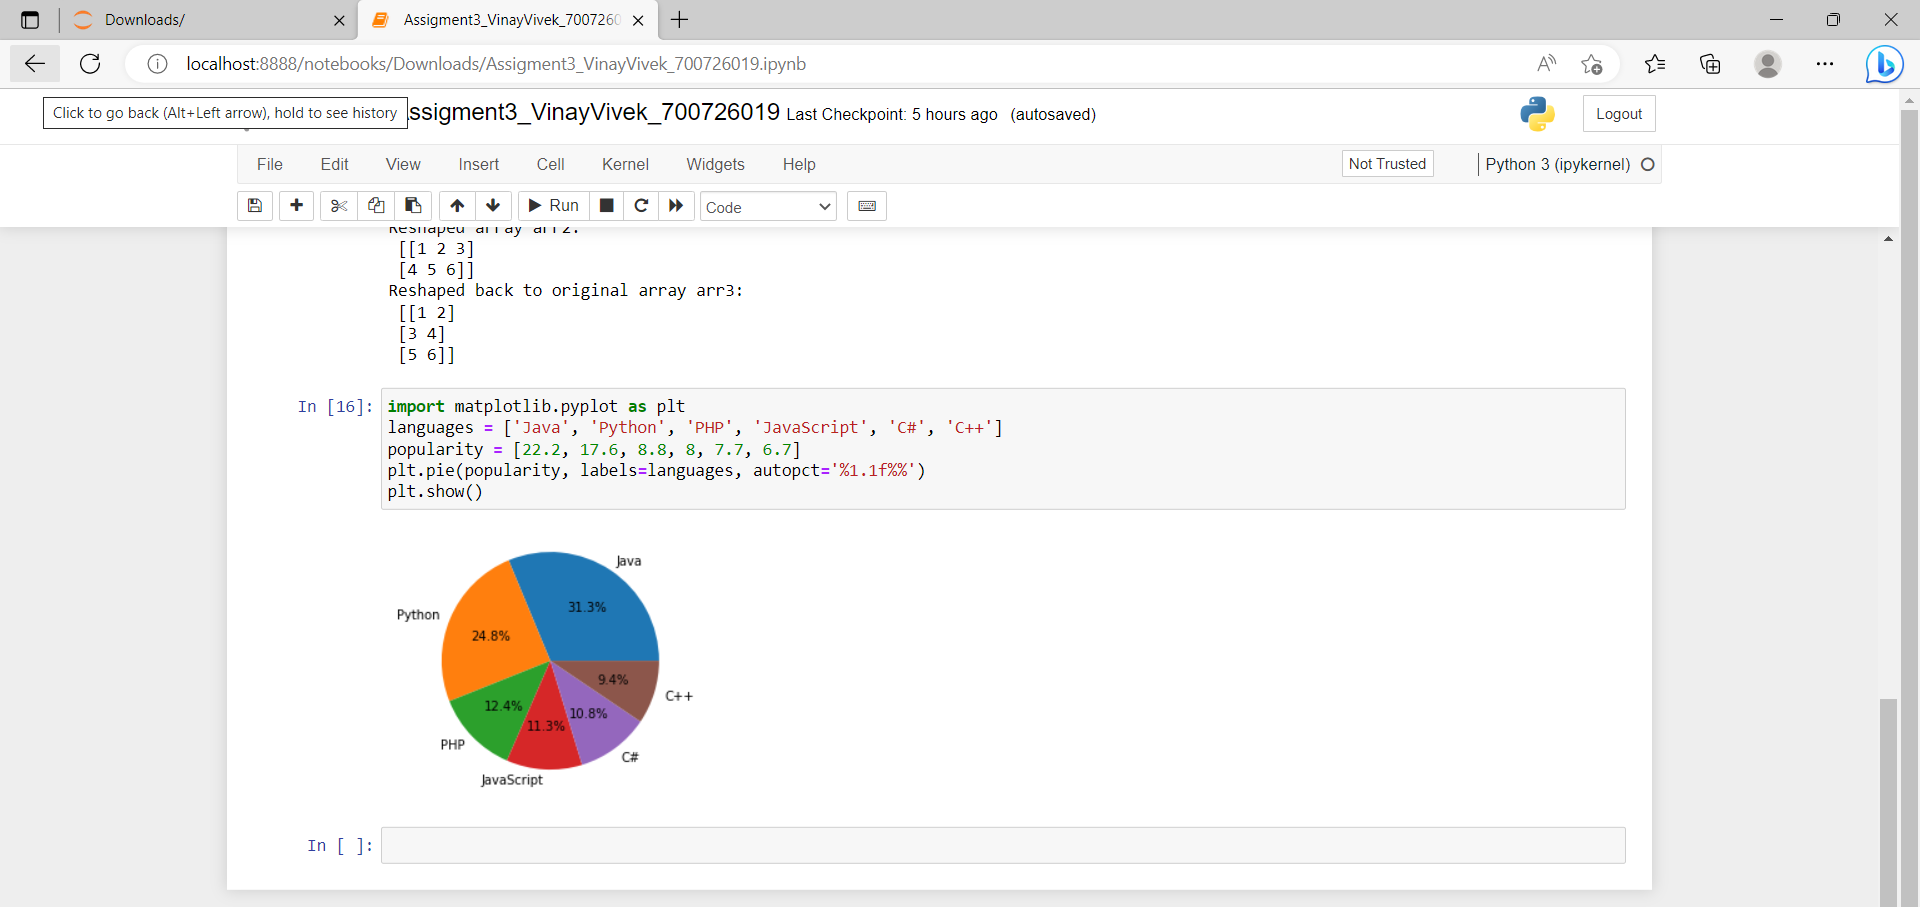 Downloads/
Assigment3_VinayVivek_7007260
localhost:8888/notebooks/Downloads/Assigment3_VinayVivek_700726019.ipynb
Click to go back (Alt+Left arrow), hold to see history
ssigment3_VinayVivek_700726019 Last Checkpoint: 5 hours ago (autosaved)
Logout
File Edit View Insert Cell Kernel Widgets Help
Not Trusted
Python 3 (ipykernel)
Run
Code
Reshaped array arr2:
[[1 2 3]
[4 5 6]]
Reshaped back to original array arr3:
[[1 2]
[3 4]
[5 6]]
In [16]:
import matplotlib.pyplot as plt
languages = ['Java', 'Python', 'PHP', 'JavaScript', 'C#', 'C++']
popularity = [22.2, 17.6, 8.8, 8, 7.7, 6.7]
plt.pie(popularity, labels=languages, autopct='%1.1f%%')
plt.show()
Java
31.3%
Python
24.8%
9.4%
C++
12.4%
10.8%
11.3%
PHP
C#
JavaScript
In [ ]: